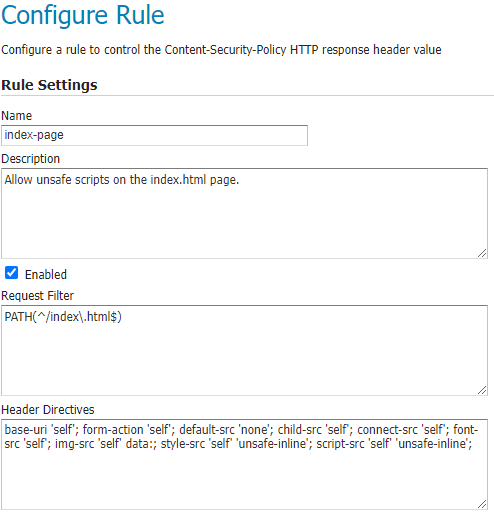 Configure Rule
Configure a rule to control the Content-Security-Policy HTTP response header value
Rule Settings
Name
index-page
Description
Allow unsafe scripts on the index.html page.
Enabled
Request Filter
PATH(^/index\.html$)
Header Directives
base-uri 'self'; form-action 'self'; default-src 'none'; child-src 'self'; connect-src 'self'; font-
src 'self'; img-src 'self' data:; style-src 'self' 'unsafe-inline'; script-src 'self' 'unsafe-inline';